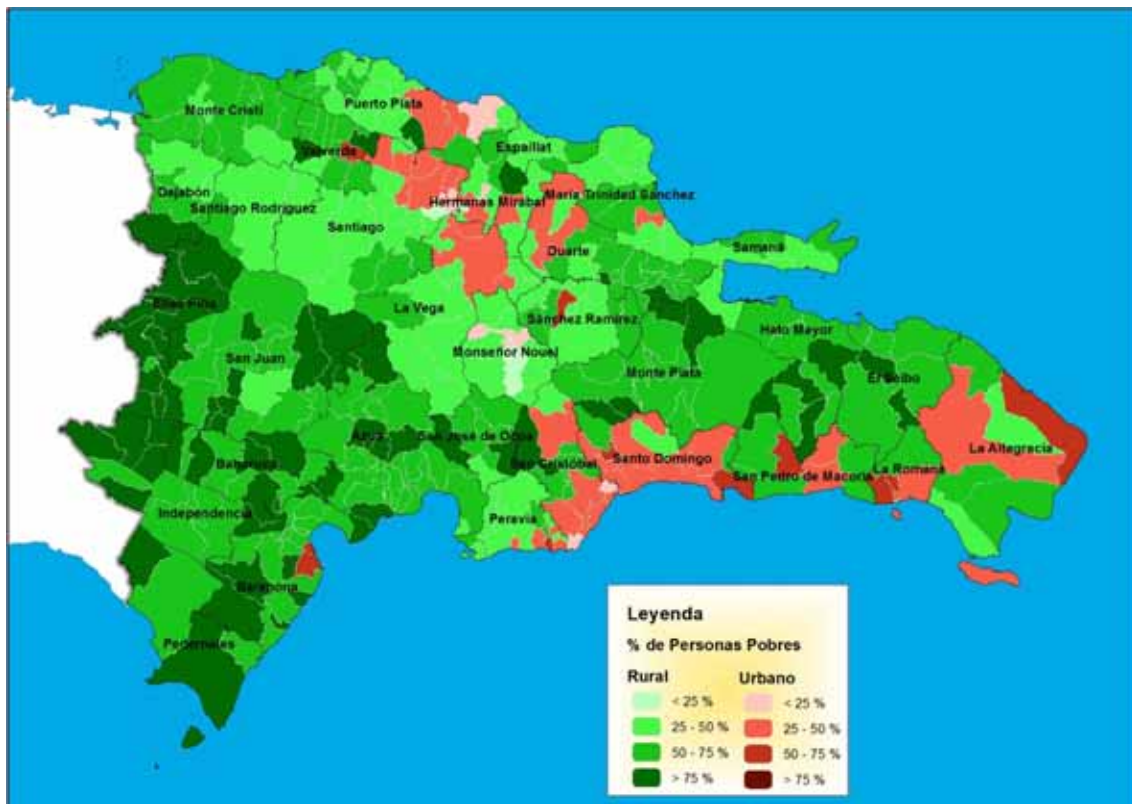 Puerto Plata
Monte Cristi
Valverde
Espaillat
Dajabón
Hermanas Mirabal
María Trinidad Sánchez
Santiago Rodríguez
Santiago
Samaná
Duarte
Elías Piña
La Vega
Sánchez Ramírez
Hato Mayor
San Juan
Monseñor Nouel
Monte Plata
El Seibo
Azua
San José de Ocoa
La Altagracia
Bahoruco
San Cristóbal
Santo Domingo
San Pedro de Macorís
La Romana
Independencia
Peravia
Barahona
Pedernales
Leyenda
% de Personas Pobres
Rural Urbano
< 25 % < 25 %
25 - 50 % 25 - 50 %
50 - 75 % 50 - 75 %
> 75 % > 75 %